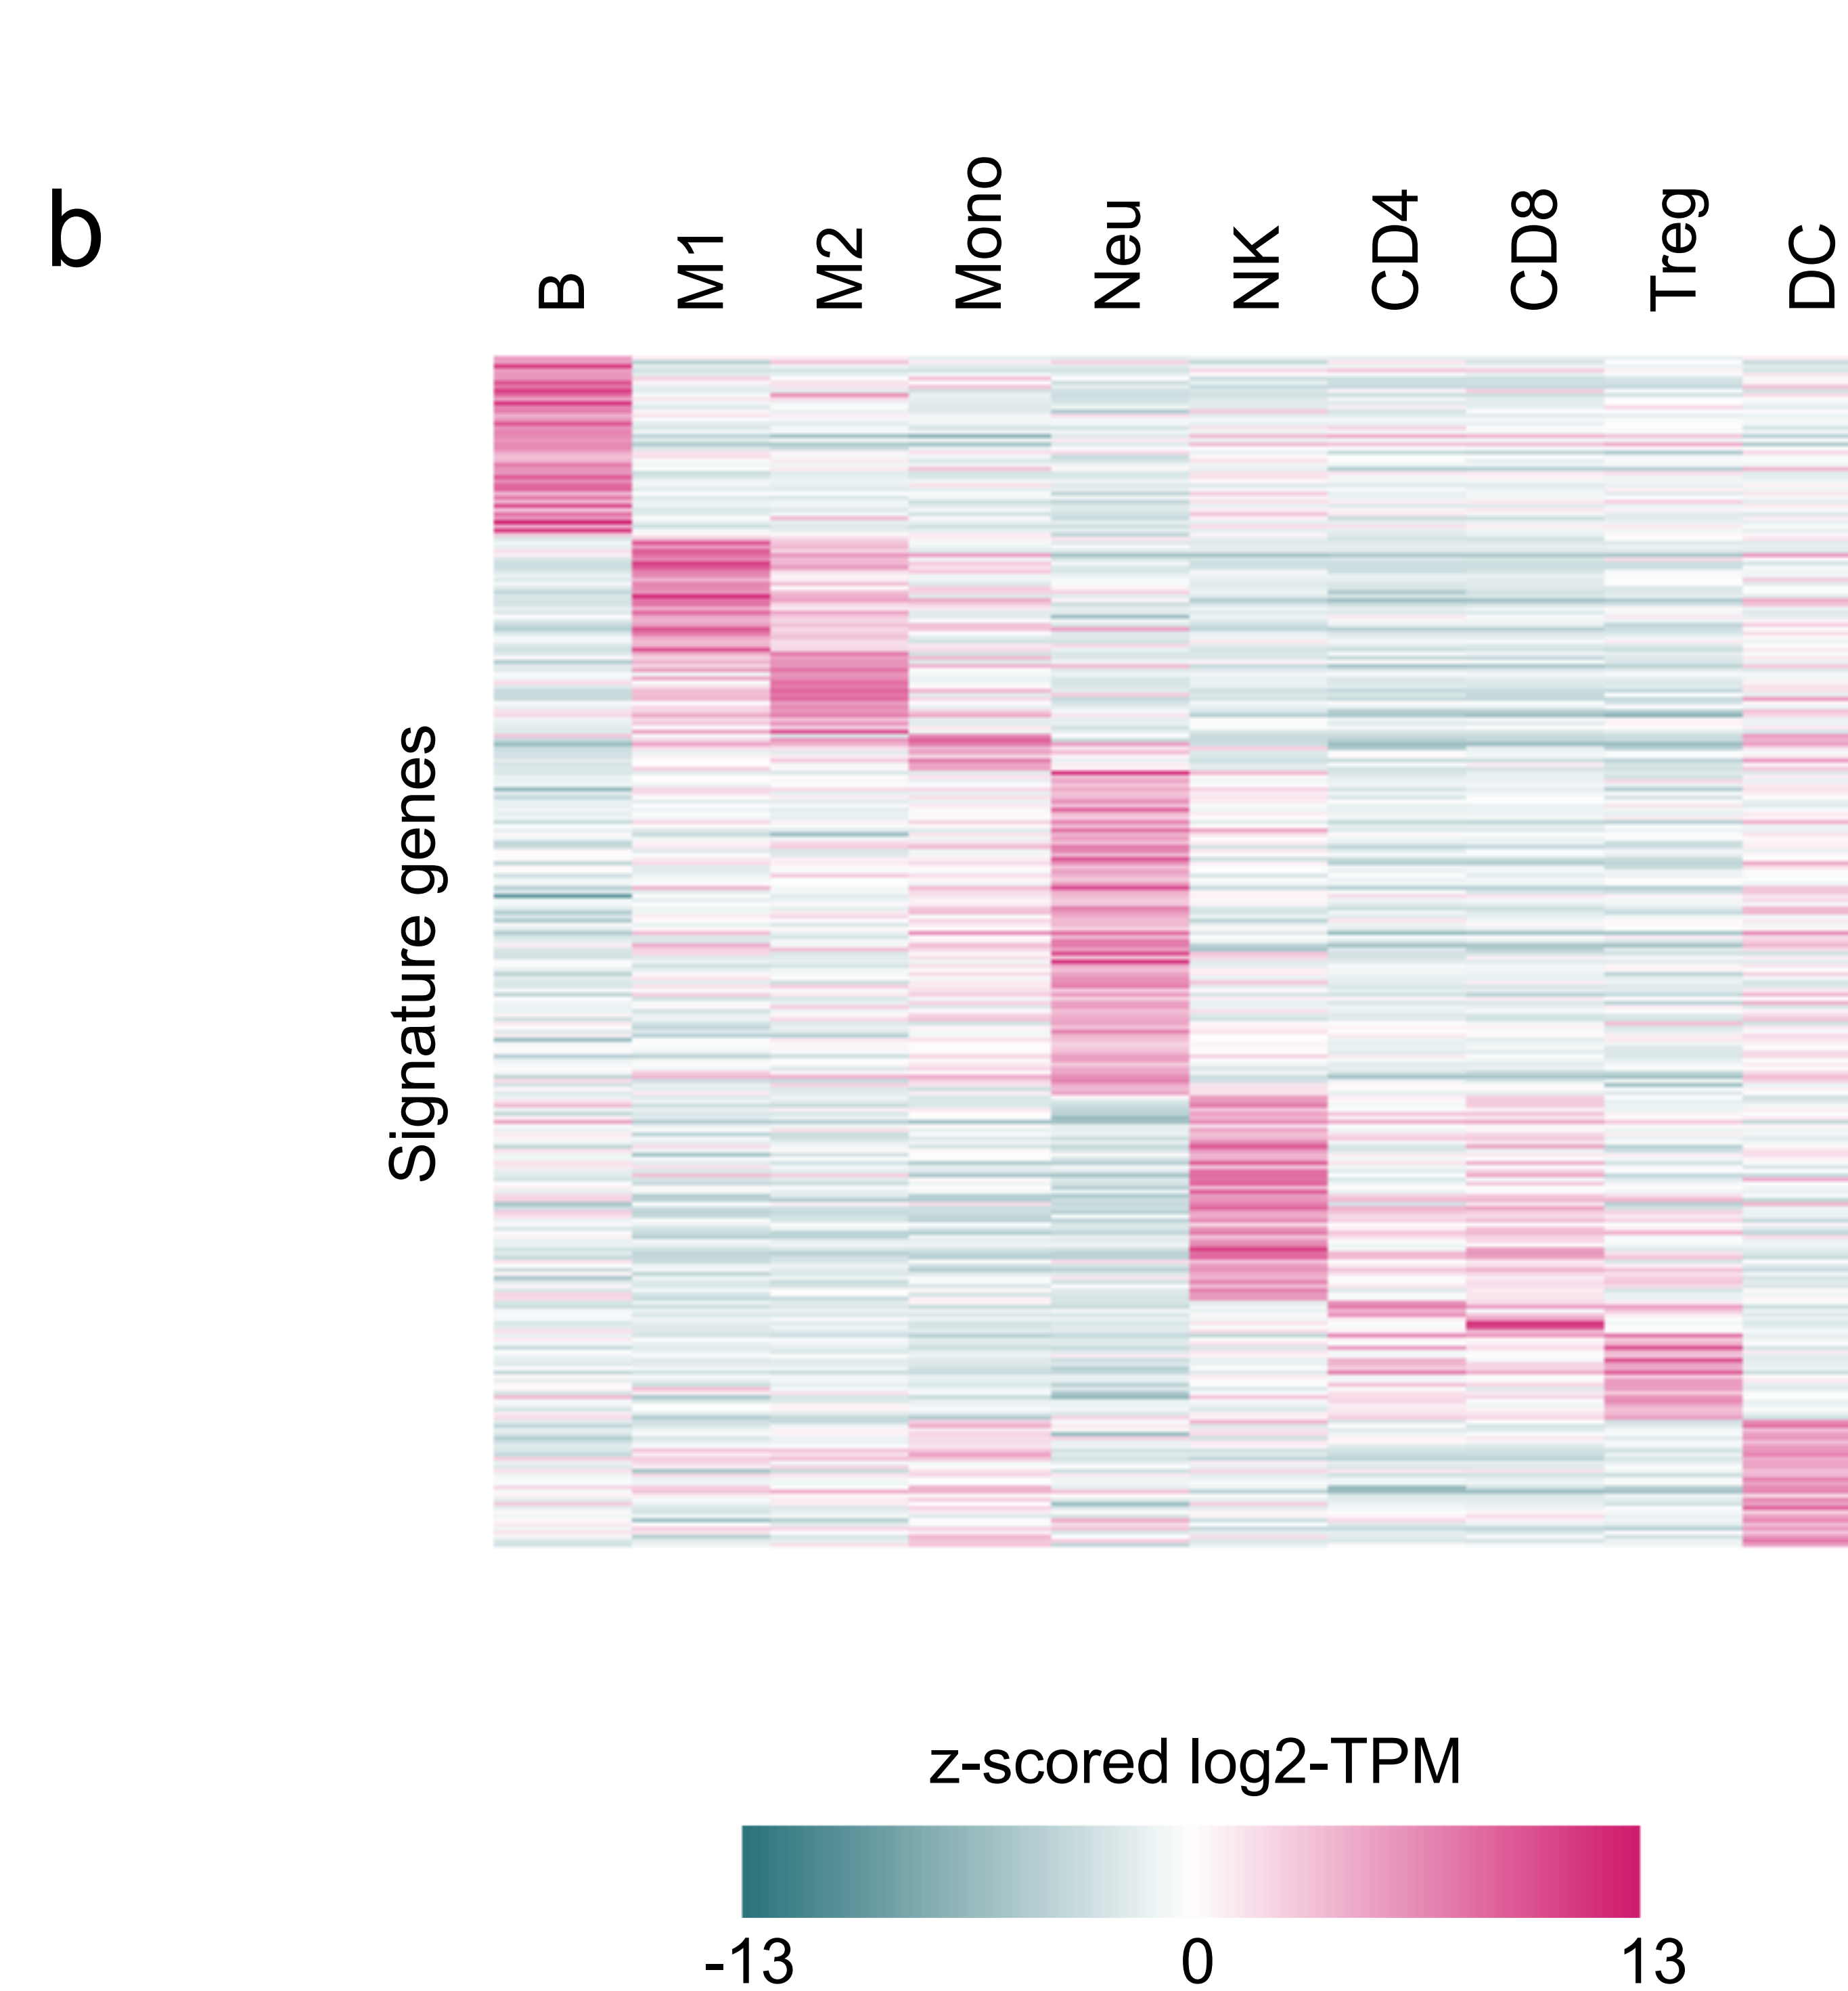 b
B
M1
M2
Mono
Neu
NK
CD4
CD8
Treg
DC
Signature genes
z-scored log2-TPM
-13
0
13